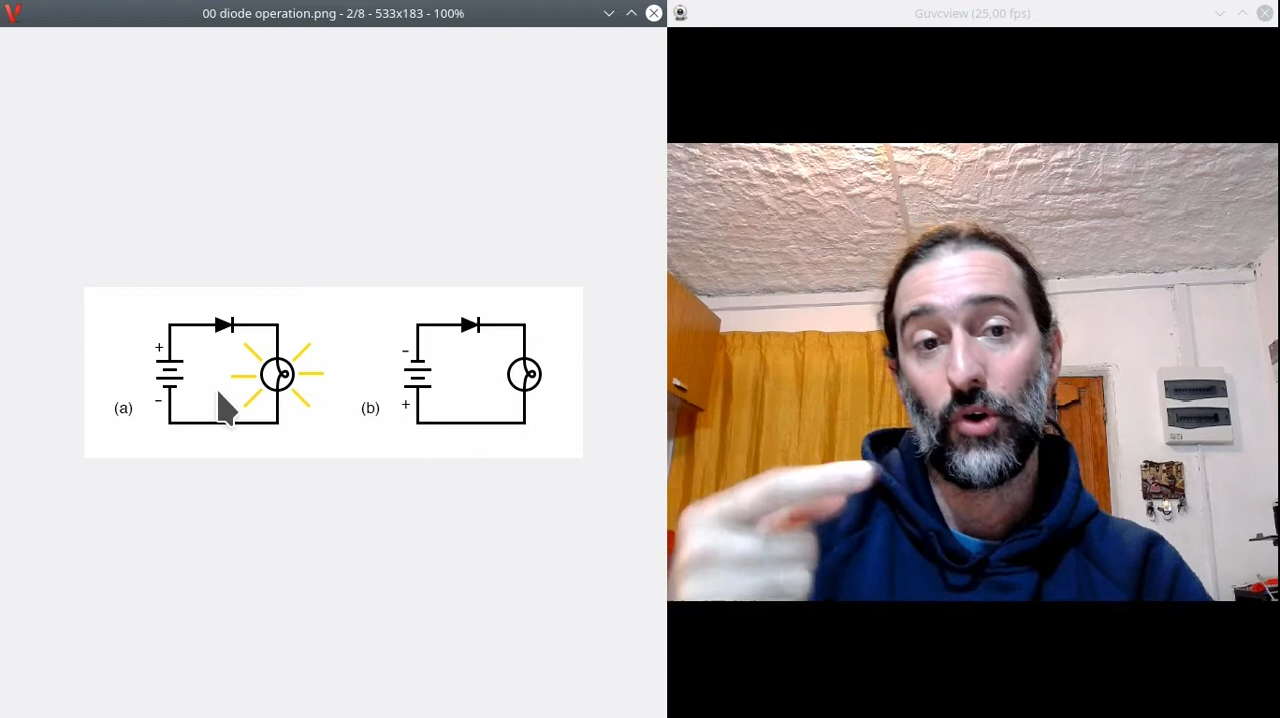 00 diode operation.png - 2/8 - 533x183 - 100%
Guvcview (25,00 fps)
+
-
(a)
-
+
(b)